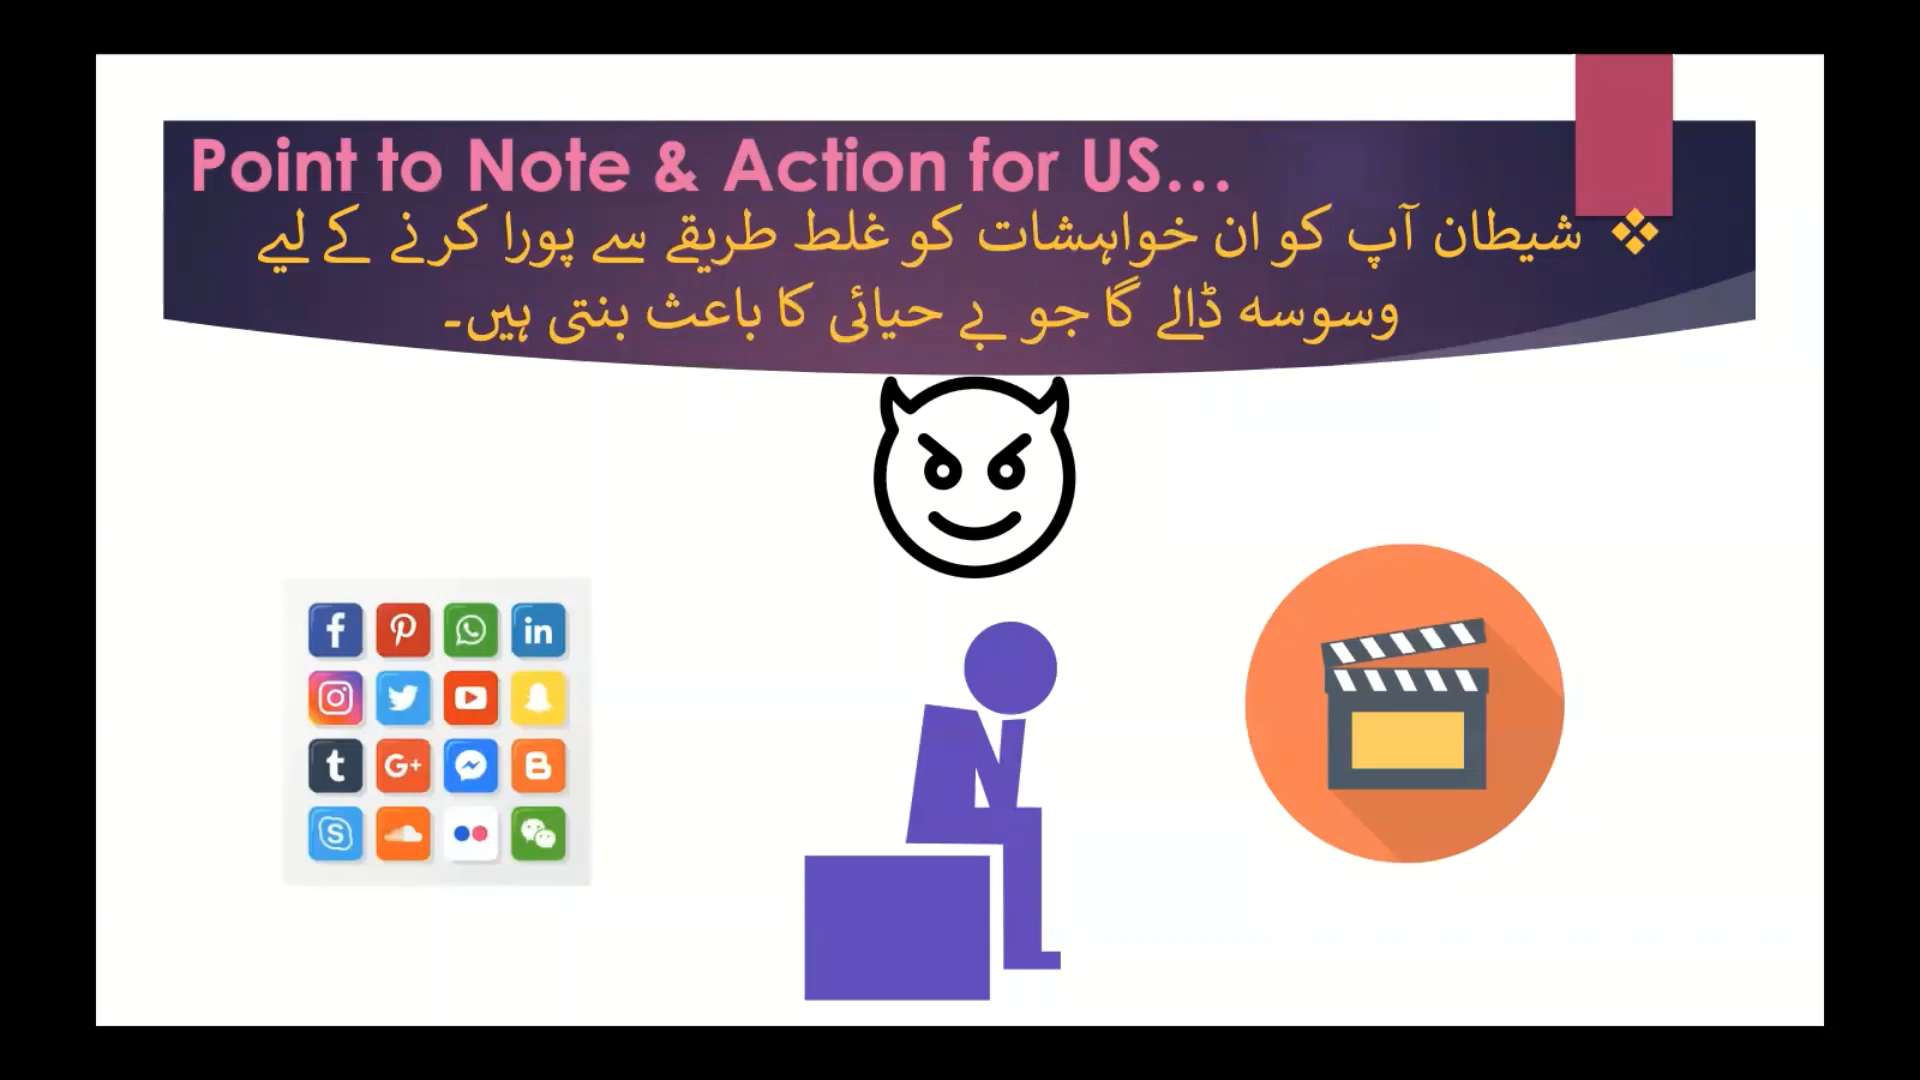 Point to Note & Action for US...
❖ شیطان آپ کو ان خواہشات کو غلط طریقے سے پورا کرنے کے لیے
وسوسہ ڈالے گا جو بے حیائی کا باعث بنتی ہیں۔
f
in
t
G+
B
S